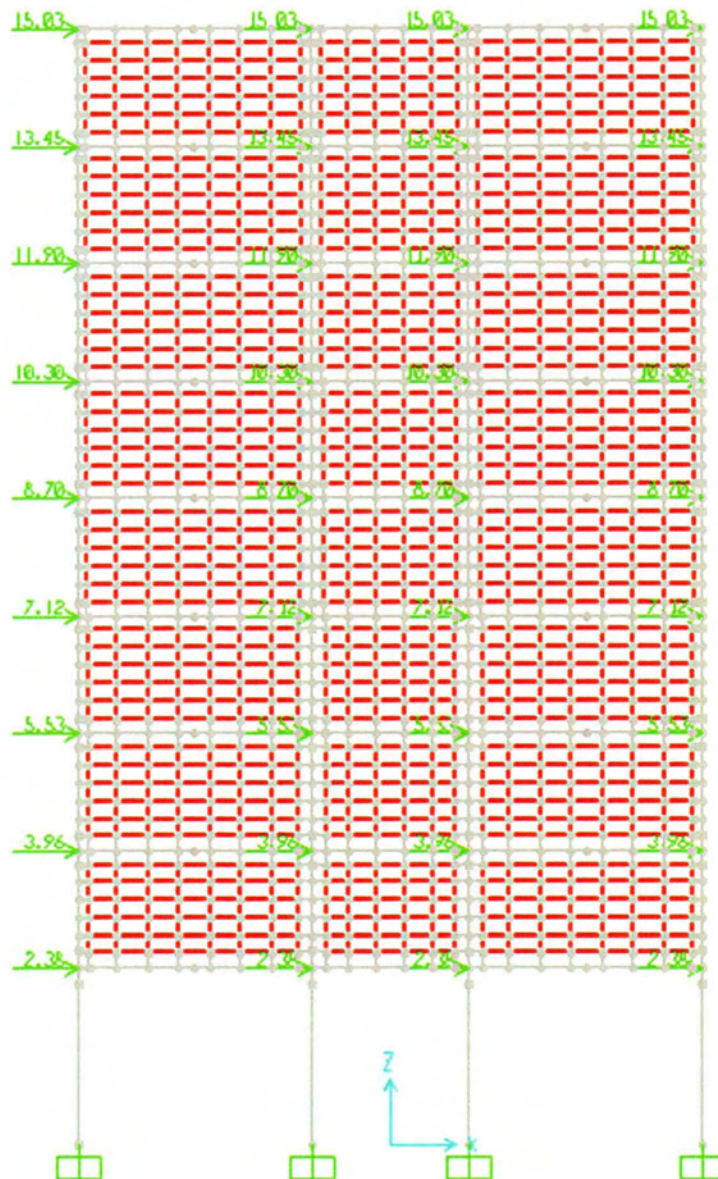 15.03 15.03 15.03 15.03
13.45 13.45 13.45 13.45
11.90 11.90 11.90 11.90
10.30 10.30 10.30 10.30
8.70 8.70 8.70 8.70
7.12 7.12 7.12 7.12
5.53 5.53
3.96 3.96 3.96 3.96
2.38 2.38
Z
X